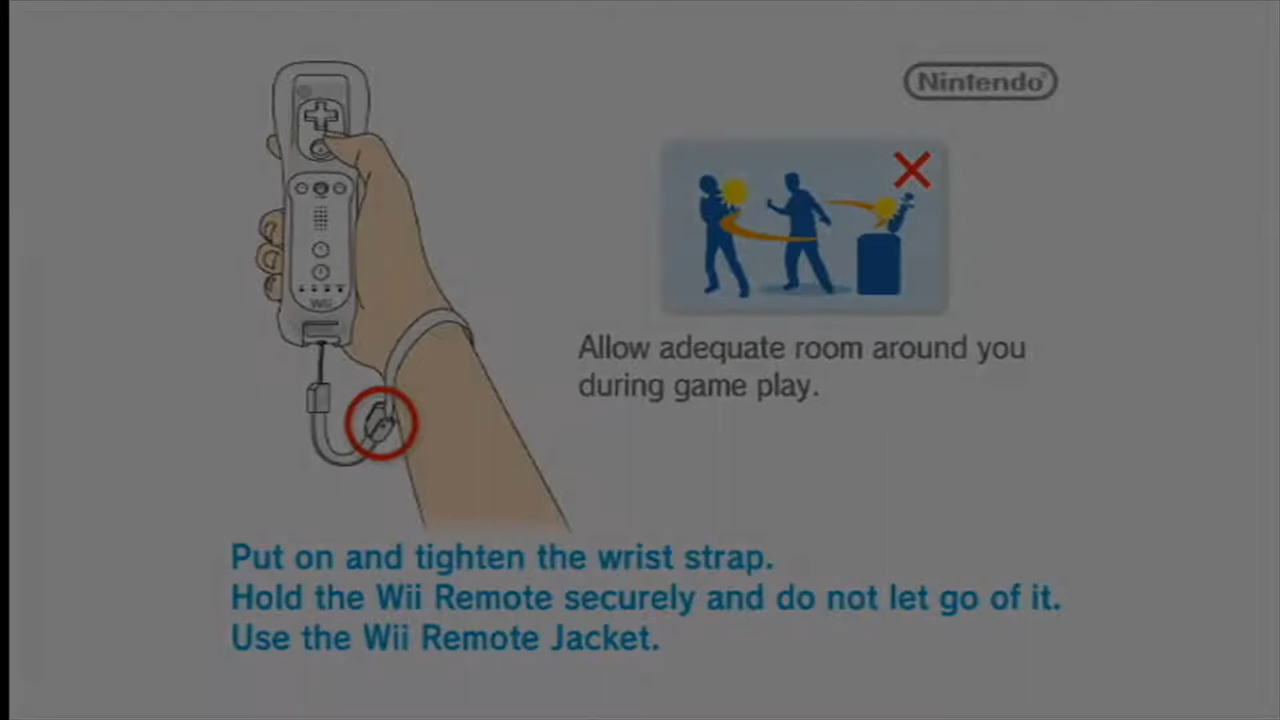 Nintendo
Wii
Allow adequate room around you
during game play.
Put on and tighten the wrist strap.
Hold the Wii Remote securely and do not let go of it.
Use the Wii Remote Jacket.